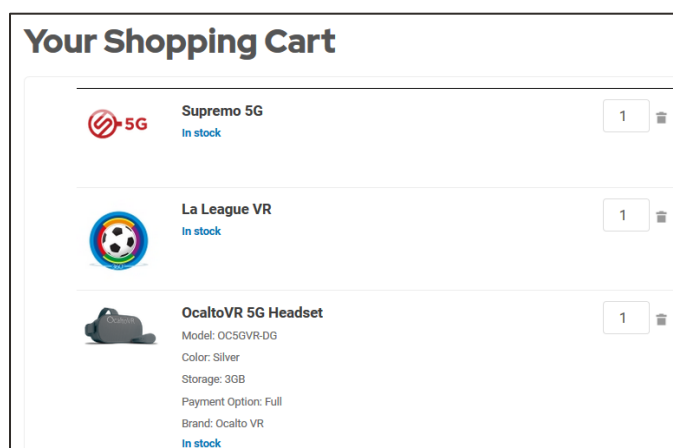 Your Shopping Cart
5G
Supremo 5G
In stock
1
La League VR
In stock
1
OcaltoVR
OcaltoVR 5G Headset
Model: OC5GVR-DG
Color: Silver
Storage: 3GB
Payment Option: Full
Brand: Ocalto VR
In stock
1